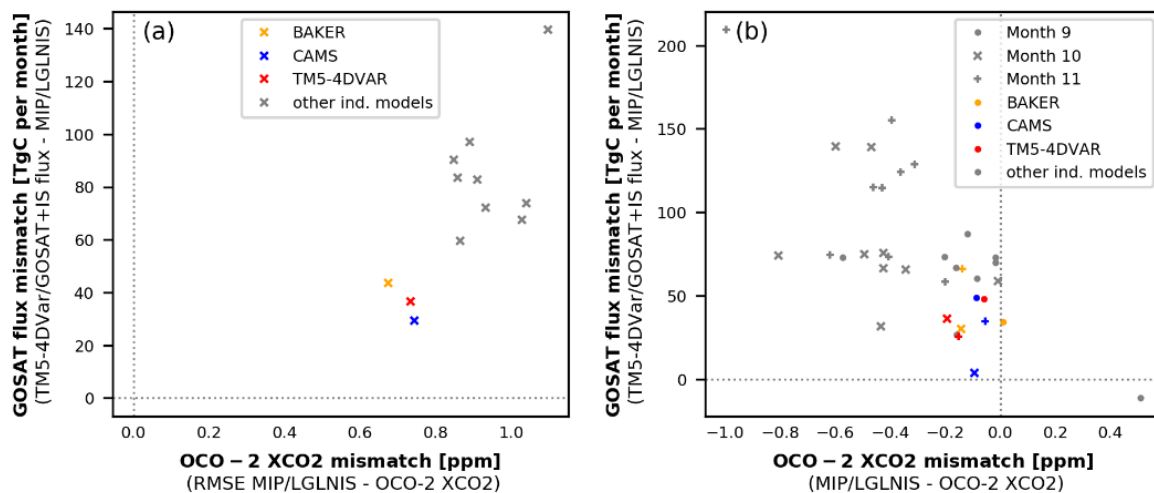 (a)
BAKER
CAMS
TM5-4DVAR
other ind. models
140
120
100
80
60
40
20
0
0.0 0.2 0.4 0.6 0.8 1.0
GOSAT flux mismatch [TgC per month]
(TM5-4DVar/GOSAT+IS flux - MIP/LGLNIS)
OCO − 2 XCO2 mismatch [ppm]
(RMSE MIP/LGLNIS - OCO-2 XCO2)
(b)
Month 9
Month 10
Month 11
BAKER
CAMS
TM5-4DVAR
other ind. models
200
150
100
50
0
−1.0 −0.8 −0.6 −0.4 −0.2 0.0 0.2 0.4
GOSAT flux mismatch [TgC per month]
(TM5-4DVar/GOSAT+IS flux - MIP/LGLNIS)
OCO − 2 XCO2 mismatch [ppm]
(MIP/LGLNIS - OCO-2 XCO2)